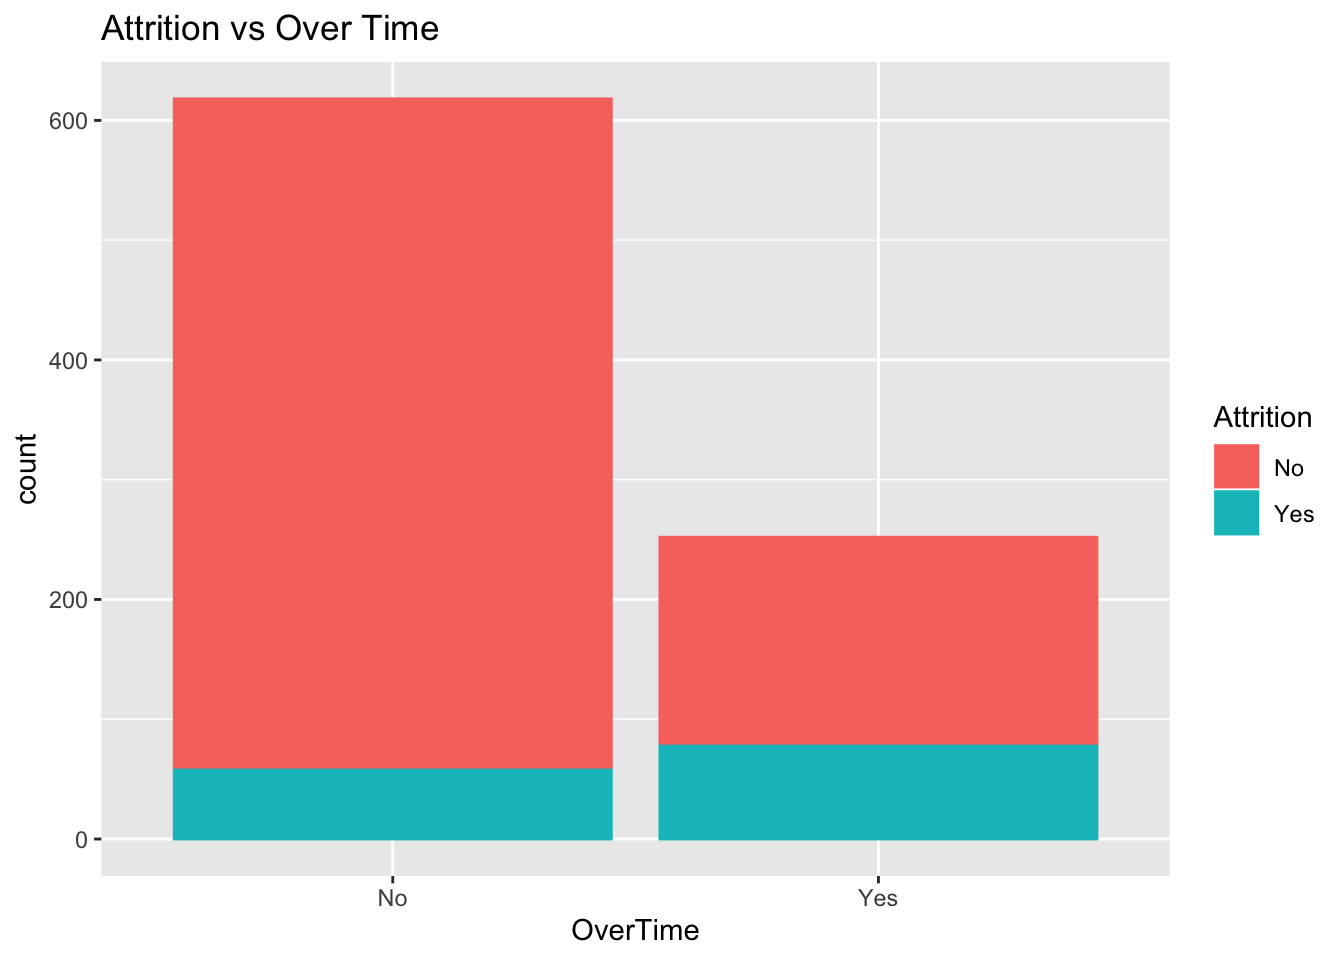 Attrition vs Over Time
600
400
200
0
count
No
Yes
OverTime
Attrition
No
Yes